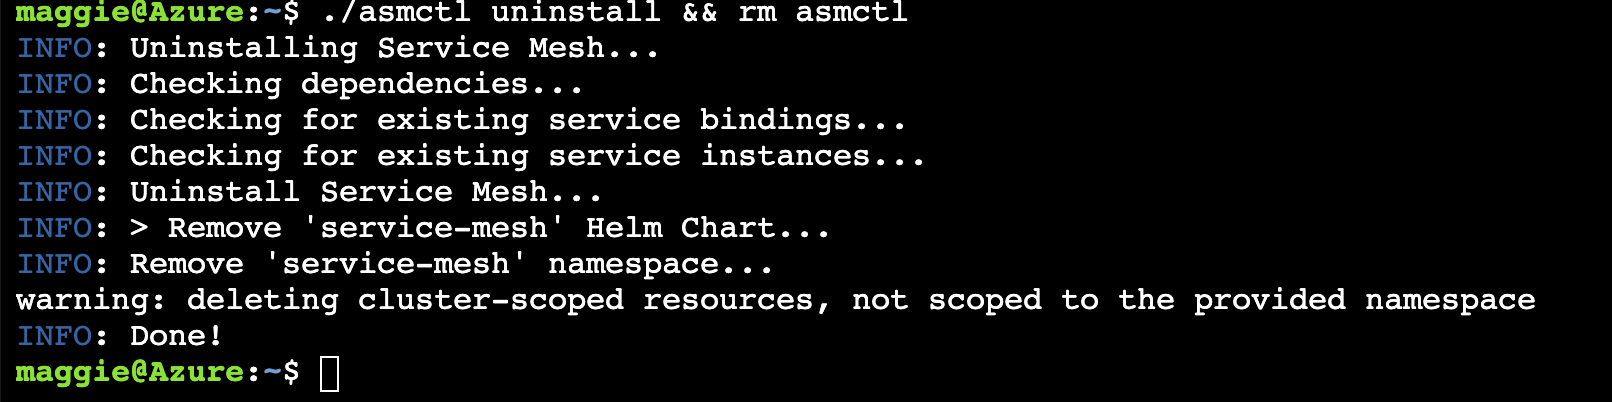 maggie@Azure:~$ ./asmctl uninstall && rm asmctl
INFO: Uninstalling Service Mesh...
INFO: Checking dependencies...
INFO: Checking for existing service bindings...
INFO: Checking for existing service instances...
INFO: Uninstall Service Mesh...
INFO: > Remove 'service-mesh' Helm Chart...
INFO: Remove 'service-mesh' namespace...
warning: deleting cluster-scoped resources, not scoped to the provided namespace
INFO: Done!
maggie@Azure:~$